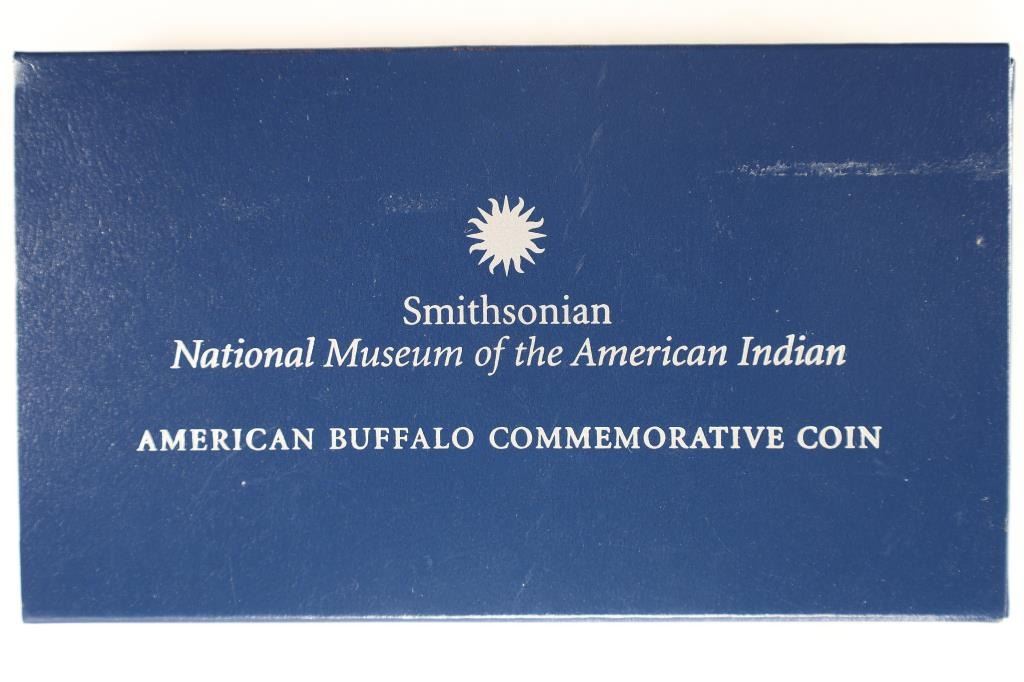 Smithsonian
National Museum of the American Indian
AMERICAN BUFFALO COMMEMORATIVE COIN